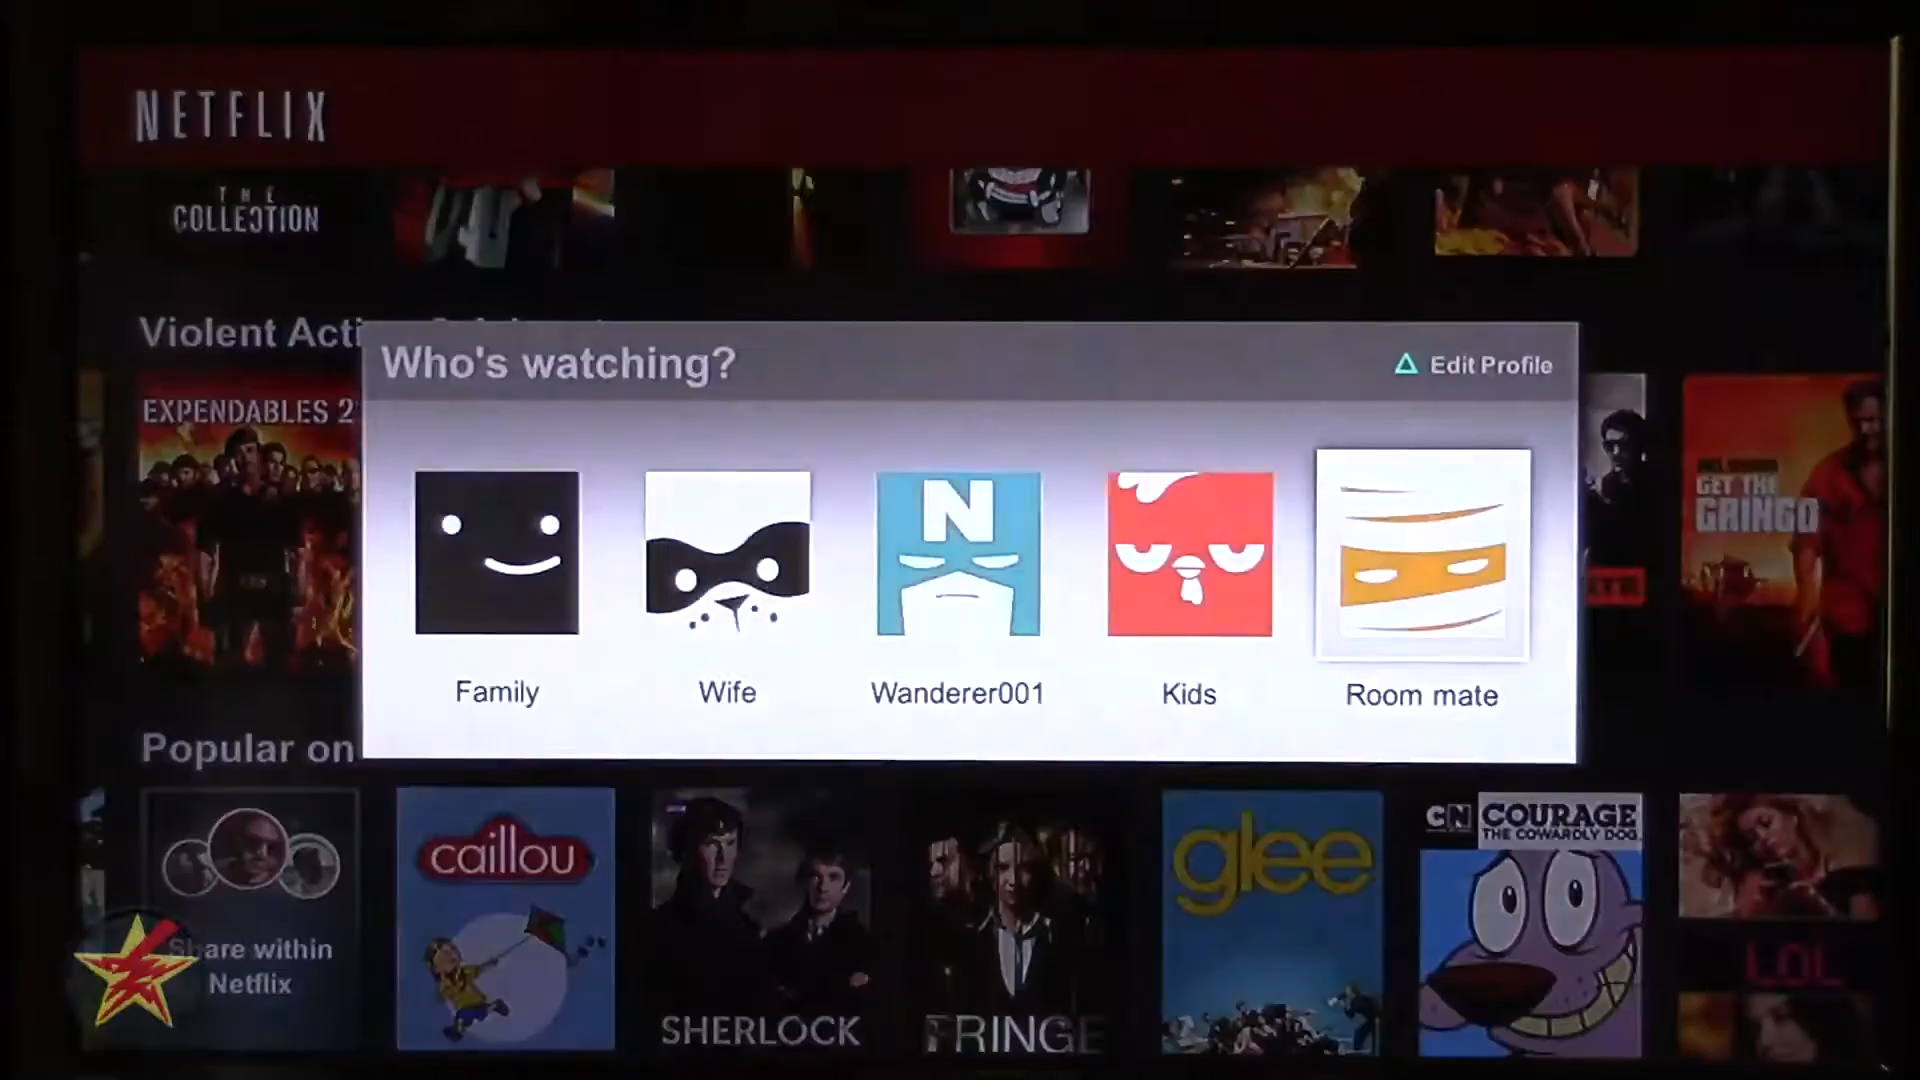 NETFLIX
THE
COLLECTION
Violent Acti
Who's watching?
Edit Profile
EXPENDABLES 2
GET THE
GRINGO
N
Family
Wife
Wanderer001
Kids
Room mate
Popular on
Share within
Netflix
caillou
SHERLOCK
FRINGE
glee
CN
COURAGE
THE COWARDLY DOG
LOL